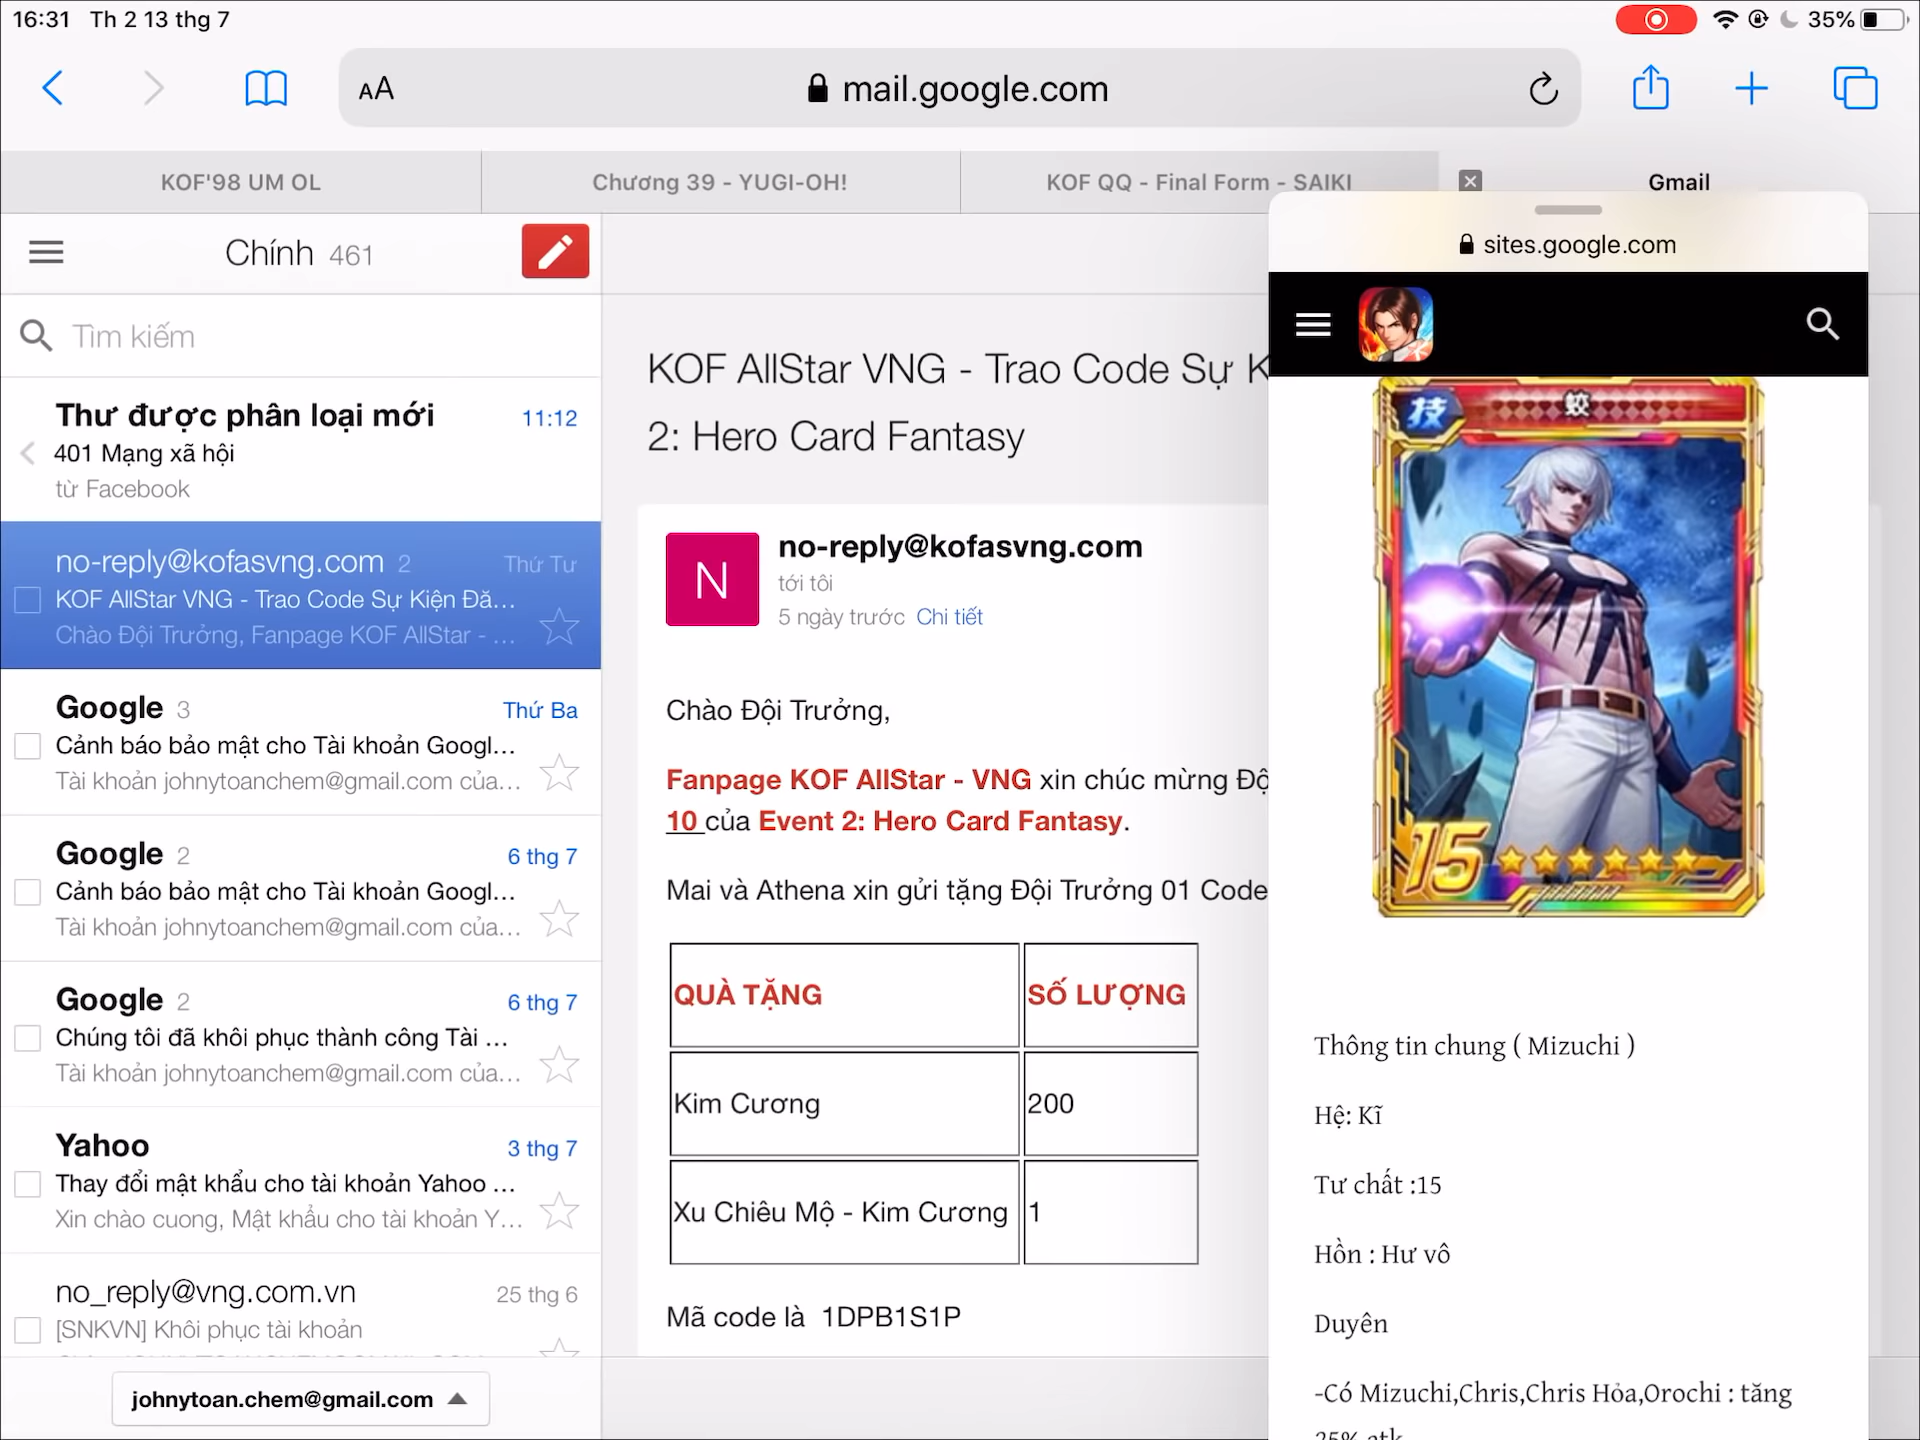 16:31 Th 2 13 thg 7
35%
AA
mail.google.com
KOF'98 UM OL
Chương 39 - YUGI-OH!
KOF QQ - Final Form - SAIKI
Gmail
Chính 461
Tìm kiếm
Thư được phân loại mới 11:12
401 Mạng xã hội
từ Facebook
no-reply@kofasvng.com 2 Thứ Tư
KOF AllStar VNG - Trao Code Sự Kiện Đă...
Chào Đội Trưởng, Fanpage KOF AllStar - ...
Google 3 Thứ Ba
Cảnh báo bảo mật cho Tài khoản Googl...
Tài khoản johnytoanchem@gmail.com của...
Google 2 6 thg 7
Cảnh báo bảo mật cho Tài khoản Googl...
Tài khoản johnytoanchem@gmail.com của...
Google 2 6 thg 7
Chúng tôi đã khôi phục thành công Tài ...
Tài khoản johnytoanchem@gmail.com của...
Yahoo 3 thg 7
Thay đổi mật khẩu cho tài khoản Yahoo ...
Xin chào cuong, Mật khẩu cho tài khoản Y...
no_reply@vng.com.vn 25 thg 6
[SNKVN] Khôi phục tài khoản
johnytoan.chem@gmail.com
KOF AllStar VNG - Trao Code Sự K
2: Hero Card Fantasy
N
no-reply@kofasvng.com
tới tôi
5 ngày trước Chi tiết
Chào Đội Trưởng,
Fanpage KOF AllStar - VNG xin chúc mừng Độ
10 của Event 2: Hero Card Fantasy.
Mai và Athena xin gửi tặng Đội Trưởng 01 Code
QUÀ TẶNG SỐ LƯỢNG
Kim Cương 200
Xu Chiêu Mộ - Kim Cương 1
Mã code là 1DPB1S1P
sites.google.com
技
蛟
15
Thông tin chung ( Mizuchi )
Hệ: Kĩ
Tư chất :15
Hồn : Hư vô
Duyên
-Có Mizuchi,Chris,Chris Hỏa,Orochi : tăng
25% atk